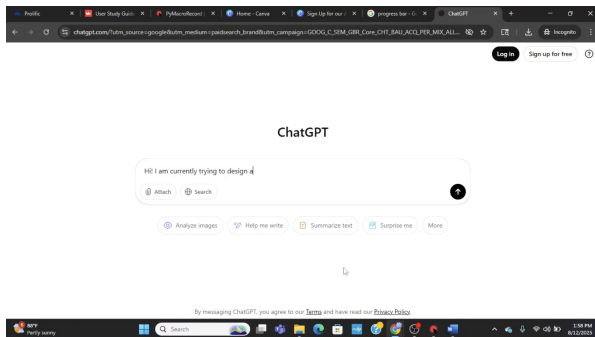 Prolific
User Study Guide
PyMacroRecord
Home - Canva
Sign Up for our
progress bar - G
ChatGPT
chatgpt.com/?utm_source=google&utm_medium=paidsearch_brand&utm_campaign=GOOG_C_SEM_GBR_Core_CHT_BAU_ACQ_PER_MIX_ALL...
Incognito
Log in
Sign up for free
ChatGPT
Hi! I am currently trying to design a
Attach
Search
Analyze images
Help me write
Summarize text
Surprise me
More
By messaging ChatGPT, you agree to our Terms and have read our Privacy Policy.
88°F
Partly sunny
Search
1:58 PM
8/12/2025